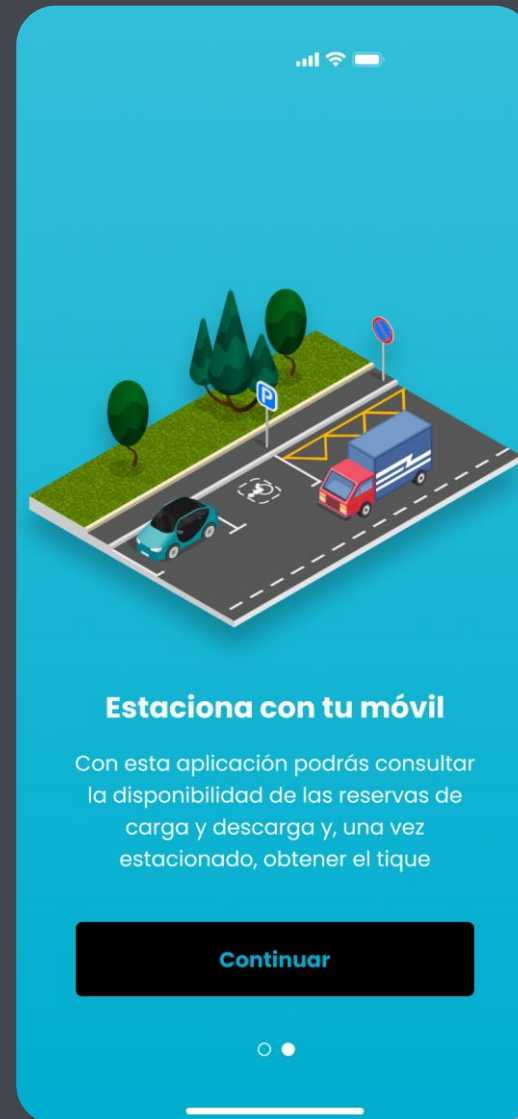 P
Estaciona con tu móvil
Con esta aplicación podrás consultar
la disponibilidad de las reservas de
carga y descarga y, una vez
estacionado, obtener el tique
Continuar